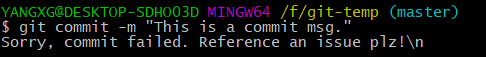 YANGXG@DESKTOP-SDHO03D MINGW64 /f/git-temp (master)
$ git commit -m "This is a commit msg."
Sorry, commit failed. Reference an issue plz!\n